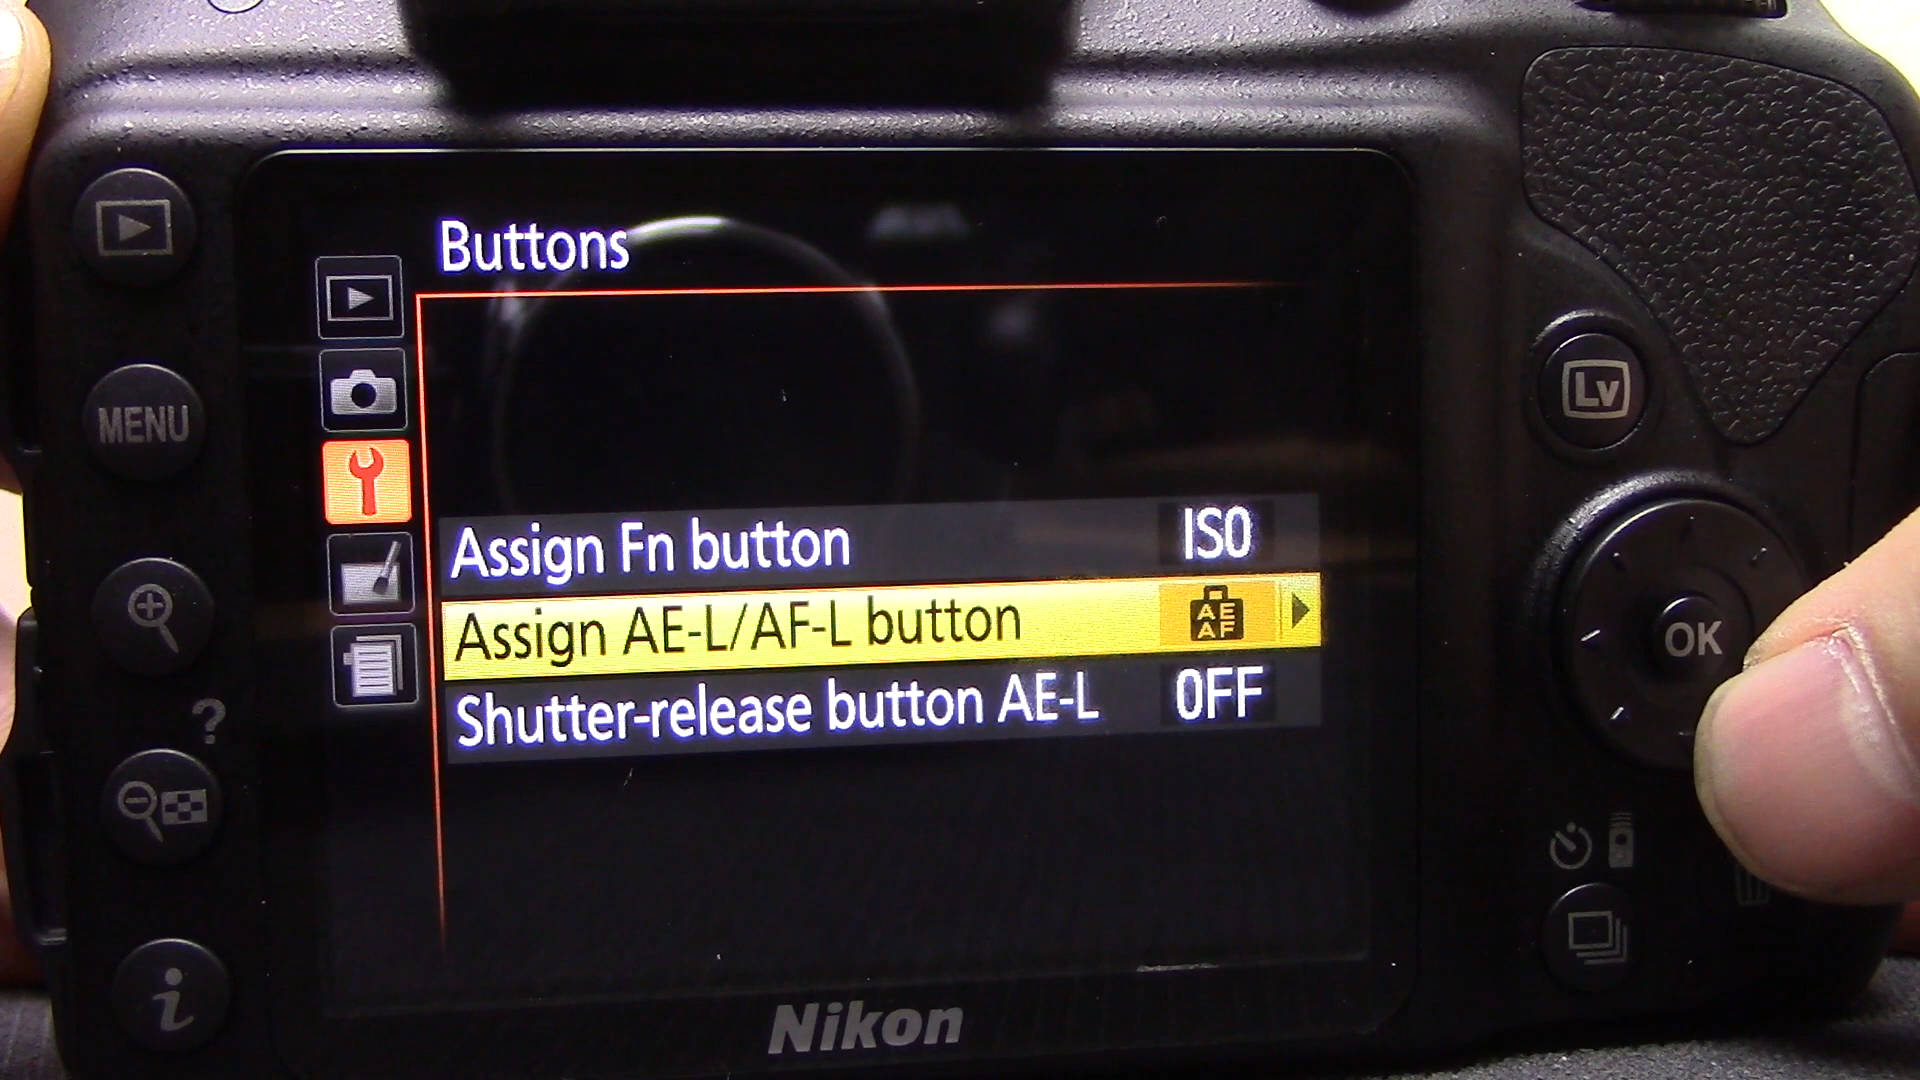 Buttons
MENU
Assign Fn button ISO
Assign AE-L/AF-L button AE AF
Shutter-release button AE-L OFF
Lv
OK
?
i
Nikon